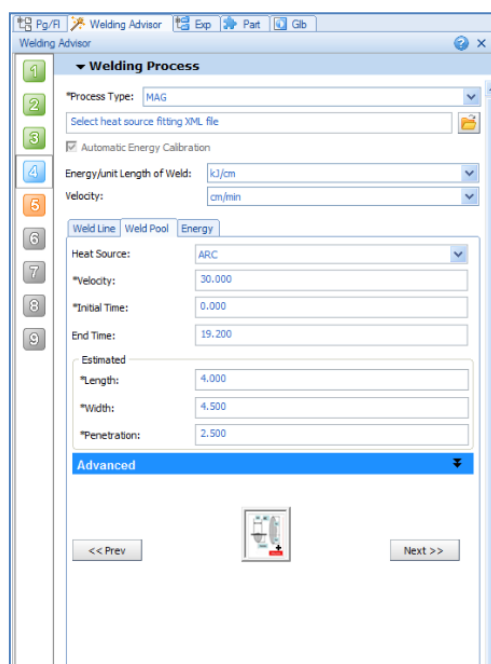 Pg/Fl Welding Advisor Exp Part Glb
Welding Advisor
Welding Process
1
2
3
4
5
6
7
8
9
*Process Type: MAG
Select heat source fitting XML file
Automatic Energy Calibration
Energy/unit Length of Weld: kJ/cm
Velocity: cm/min
Weld Line Weld Pool Energy
Heat Source: ARC
*Velocity: 30.000
*Initial Time: 0.000
End Time: 19.200
Estimated
*Length: 4.000
*Width: 4.500
*Penetration: 2.500
Advanced
<< Prev Next >>